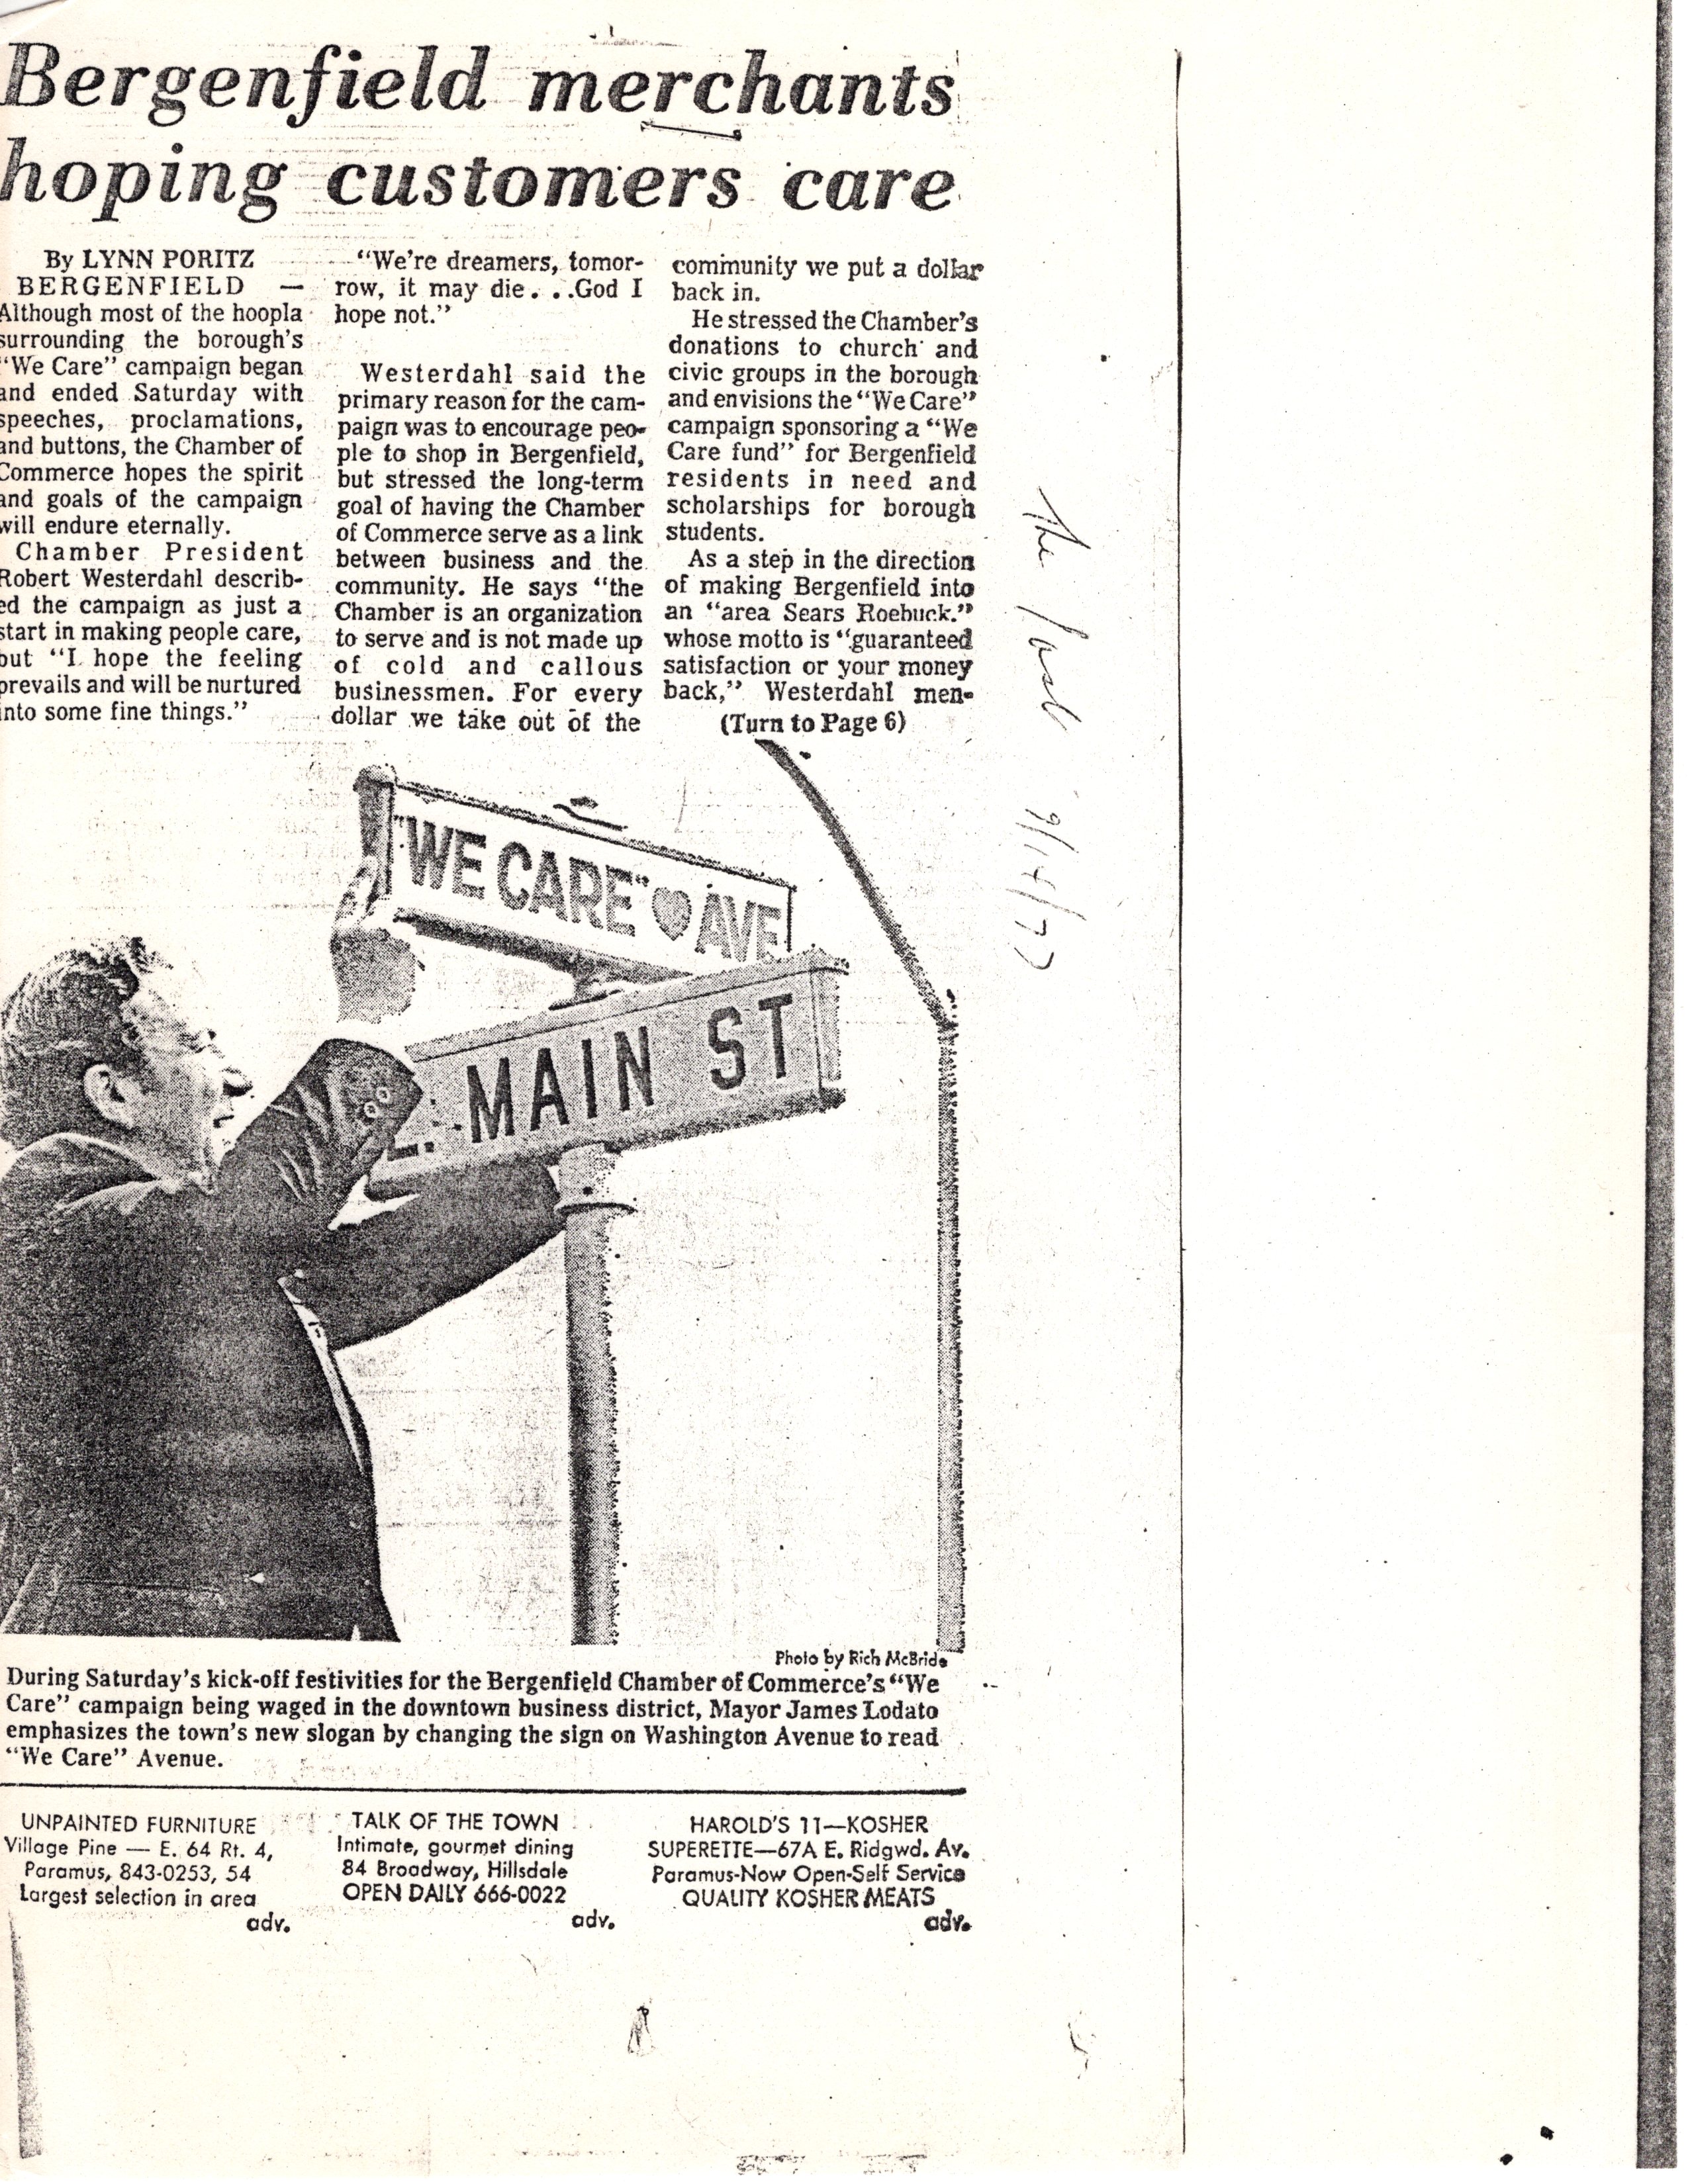 Bergenfield merchants
hoping customers care
By LYNN PORITZ
BERGENFIELD —
Although most of the hoopla
surrounding the borough's
"We Care" campaign began
and ended Saturday with
speeches, proclamations,
and buttons, the Chamber of
Commerce hopes the spirit
and goals of the campaign
will endure eternally.
Chamber President
Robert Westerdahl describ-
ed the campaign as just a
start in making people care,
but "I hope the feeling
prevails and will be nurtured
into some fine things."
"We're dreamers, tomor-
row, it may die. . .God I
hope not."
Westerdahl said the
primary reason for the cam-
paign was to encourage peo-
ple to shop in Bergenfield,
but stressed the long-term
goal of having the Chamber
of Commerce serve as a link
between business and the
community. He says "the
Chamber is an organization
to serve and is not made up
of cold and callous
businessmen. For every
dollar we take out of the
community we put a dollar
back in.
He stressed the Chamber's
donations to church and
civic groups in the borough
and envisions the "We Care"
campaign sponsoring a "We
Care fund" for Bergenfield
residents in need and
scholarships for borough
students.
As a step in the direction
of making Bergenfield into
an "area Sears Roebuck."
whose motto is "guaranteed
satisfaction or your money
back," Westerdahl men-
(Turn to Page 6)
The Post 9/14/77
"WE CARE" ♥ AVE
E. MAIN ST
Photo by Rich McBride
During Saturday's kick-off festivities for the Bergenfield Chamber of Commerce's "We
Care" campaign being waged in the downtown business district, Mayor James Lodato
emphasizes the town's new slogan by changing the sign on Washington Avenue to read
"We Care" Avenue.
UNPAINTED FURNITURE
Village Pine — E. 64 Rt. 4,
Paramus, 843-0253, 54
Largest selection in area
adv.
TALK OF THE TOWN
Intimate, gourmet dining
84 Broadway, Hillsdale
OPEN DAILY 666-0022
adv.
HAROLD'S 11—KOSHER
SUPERETTE—67A E. Ridgwd. Av.
Paramus-Now Open-Self Service
QUALITY KOSHER MEATS
adv.